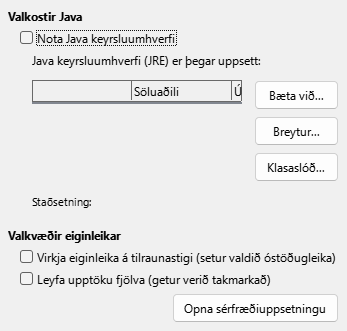 Valkostir Java
Nota Java keyrsluumhverfi
Java keyrsluumhverfi (JRE) er þegar uppsett:
Söluaðili Ú
Bæta við...
Breytur...
Klasaslóð...
Staðsetning:
Valkvæðir eiginleikar
Virkja eiginleika á tilraunastigi (setur valdið óstöðugleika)
Leyfa upptöku fjölva (getur verið takmarkað)
Opna sérfræðiuppsetningu